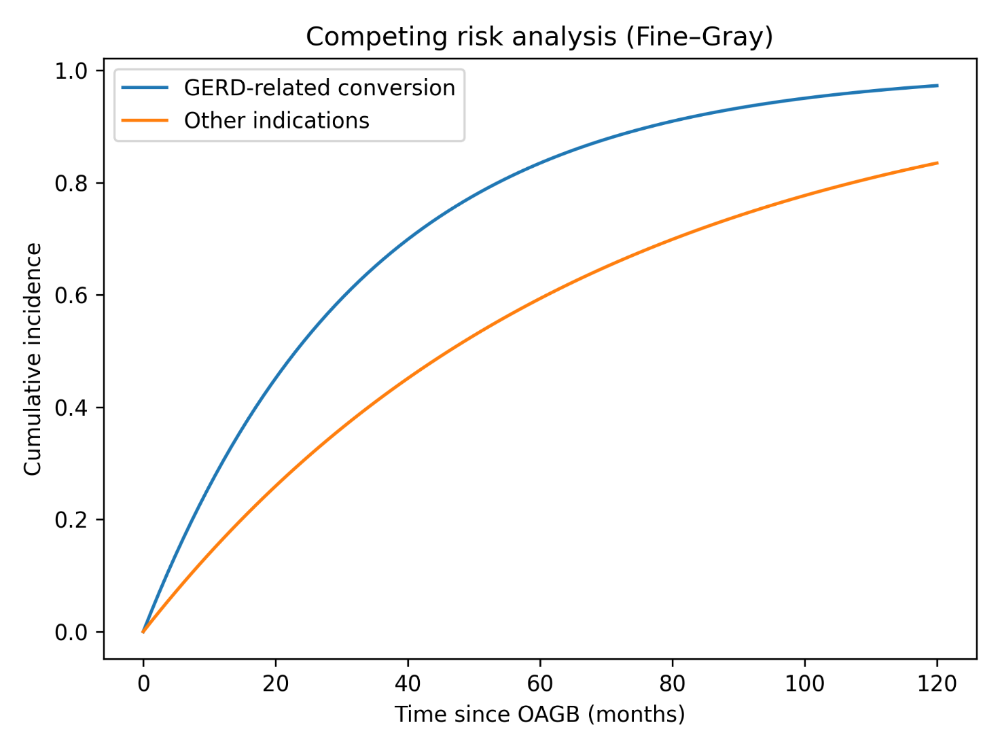 Competing risk analysis (Fine–Gray)
GERD-related conversion
Other indications
Cumulative incidence
1.0
0.8
0.6
0.4
0.2
0.0
0 20 40 60 80 100 120
Time since OAGB (months)